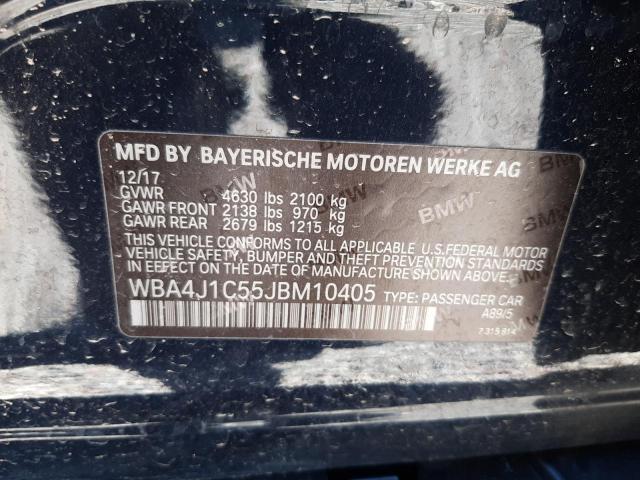 MFD BY BAYERISCHE MOTOREN WERKE AG
12/17
GVWR 4630 lbs 2100 kg
GAWR FRONT 2138 lbs 970 kg
GAWR REAR 2679 lbs 1215 kg
THIS VEHICLE CONFORMS TO ALL APPLICABLE U.S.FEDERAL MOTOR
VEHICLE SAFETY, BUMPER AND THEFT PREVENTION STANDARDS
IN EFFECT ON THE DATE OF MANUFACTURE SHOWN ABOVE.
WBA4J1C55JBM10405 TYPE: PASSENGER CAR
A89/5
7315814
BMW
BMW